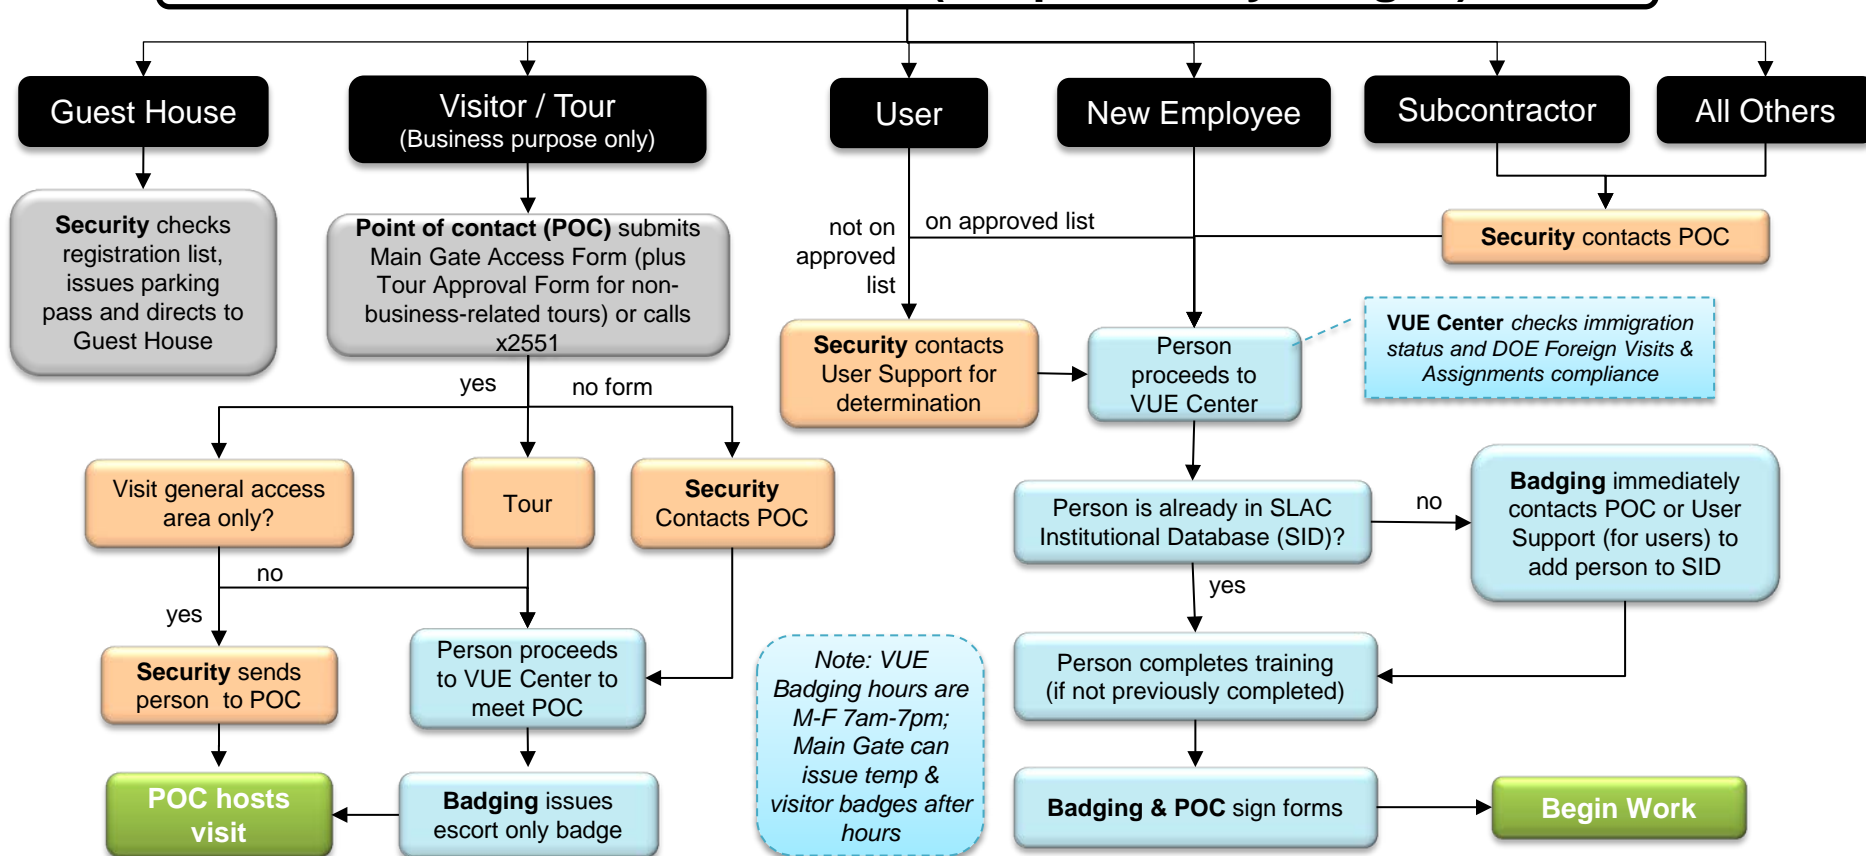 Guest House
Visitor / Tour
(Business purpose only)
User
New Employee
Subcontractor
All Others
Security checks
registration list,
issues parking
pass and directs to
Guest House
Point of contact (POC) submits
Main Gate Access Form (plus
Tour Approval Form for non-
business-related tours) or calls
x2551
not on
approved
list
on approved list
Security contacts POC
Security contacts
User Support for
determination
Person
proceeds to
VUE Center
VUE Center checks immigration
status and DOE Foreign Visits &
Assignments compliance
yes
no form
Visit general access
area only?
Tour
Security
Contacts POC
Person is already in SLAC
Institutional Database (SID)?
no
Badging immediately
contacts POC or User
Support (for users) to
add person to SID
no
yes
yes
Security sends
person  to POC
Person proceeds
to VUE Center to
meet POC
Note: VUE
Badging hours are
M-F 7am-7pm;
Main Gate can
issue temp &
visitor badges after
hours
Person completes training
(if not previously completed)
POC hosts
visit
Badging issues
escort only badge
Badging & POC sign forms
Begin Work